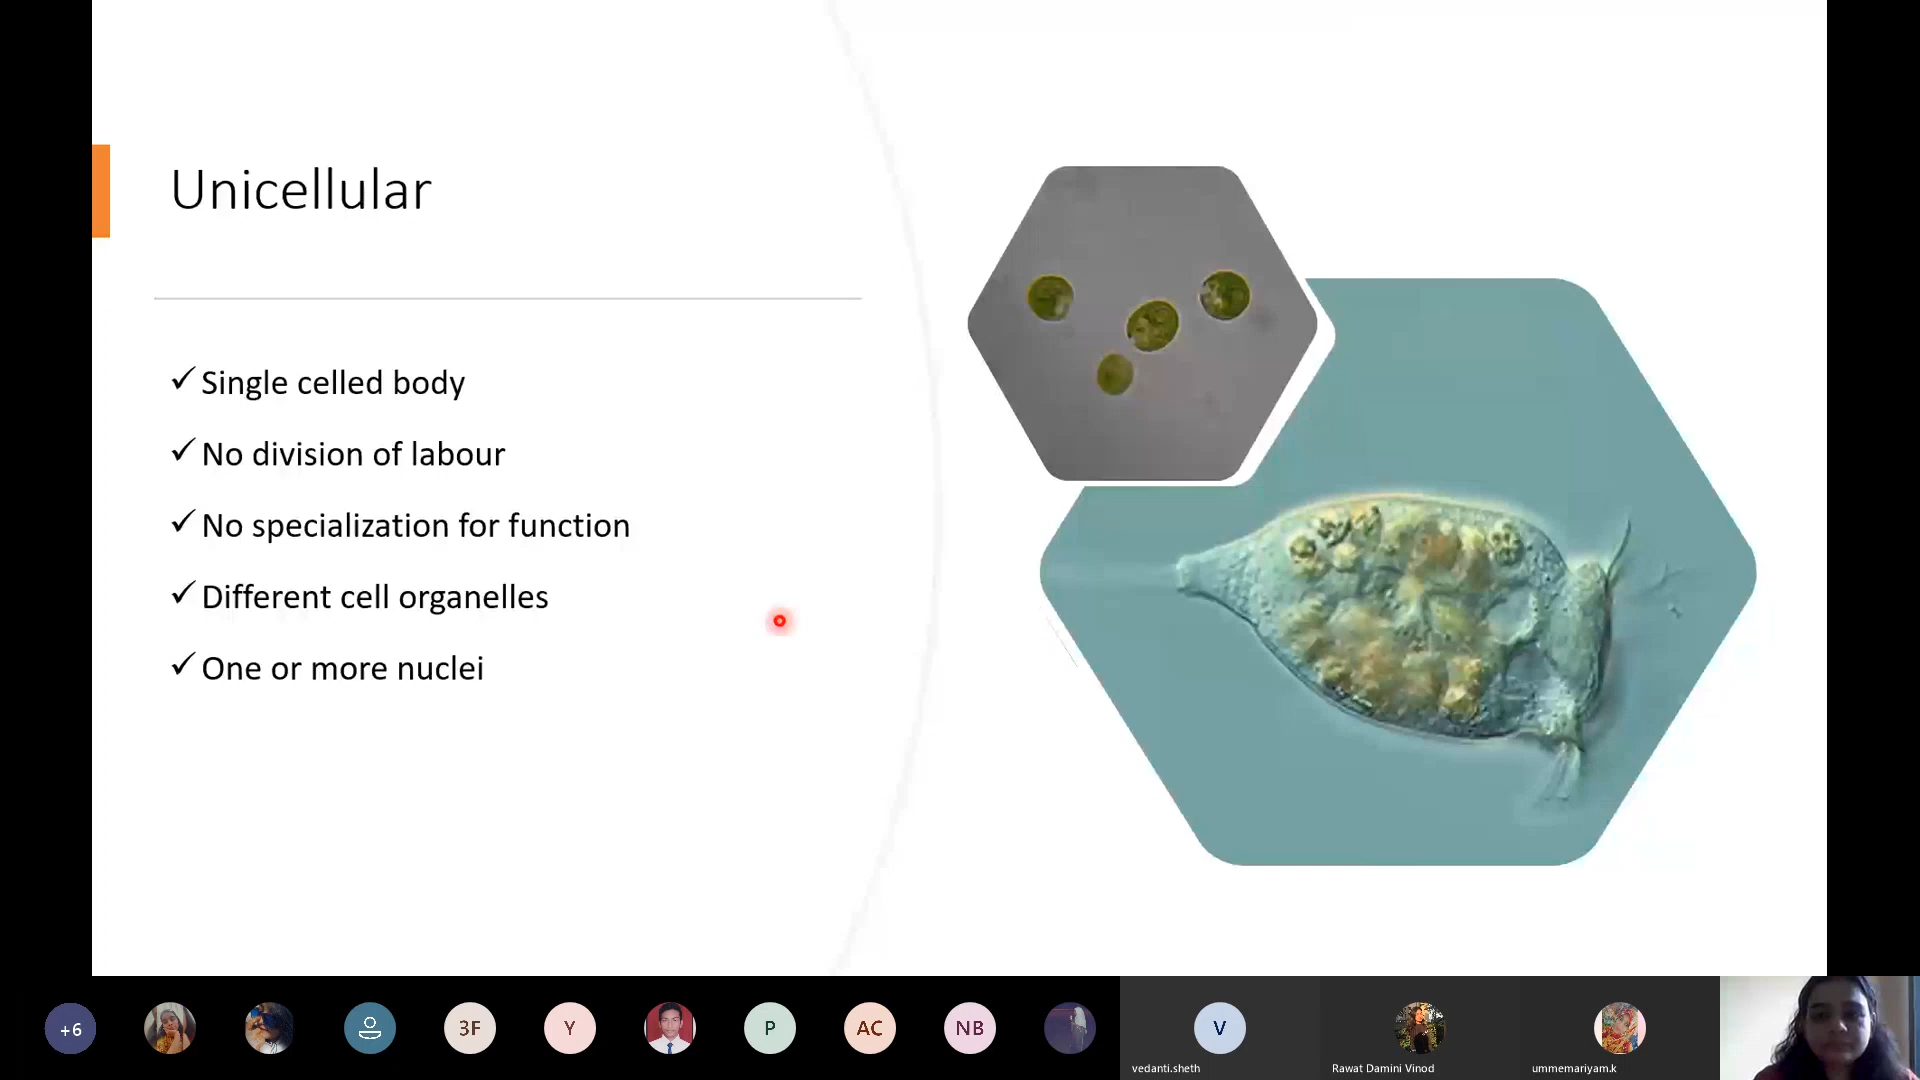 Unicellular
✓ Single celled body
✓ No division of labour
✓ No specialization for function
✓ Different cell organelles
✓ One or more nuclei
+6
3F
Y
P
AC
NB
V
vedanti.sheth
Rawat Damini Vinod
ummemariyam.k